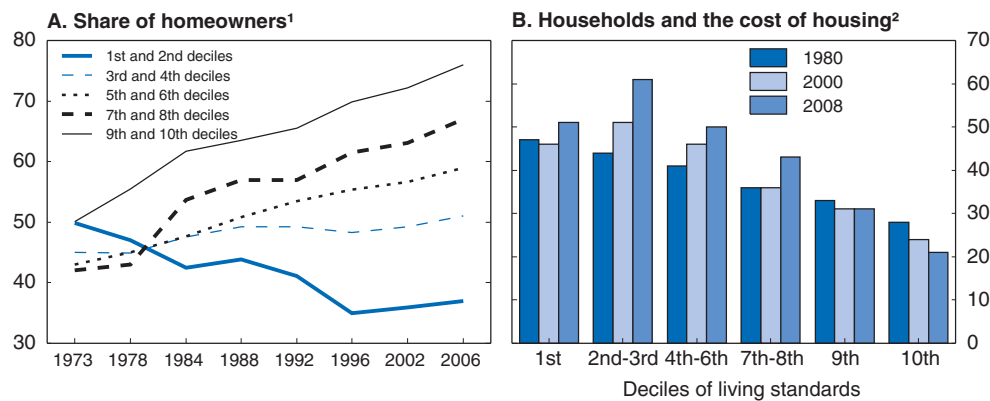 A. Share of homeowners¹
80
70
60
50
40
30
1st and 2nd deciles
3rd and 4th deciles
5th and 6th deciles
7th and 8th deciles
9th and 10th deciles
1973 1978 1984 1988 1992 1996 2002 2006
B. Households and the cost of housing²
70
60
50
40
30
20
10
0
1980
2000
2008
1st 2nd-3rd 4th-6th 7th-8th 9th 10th
Deciles of living standards